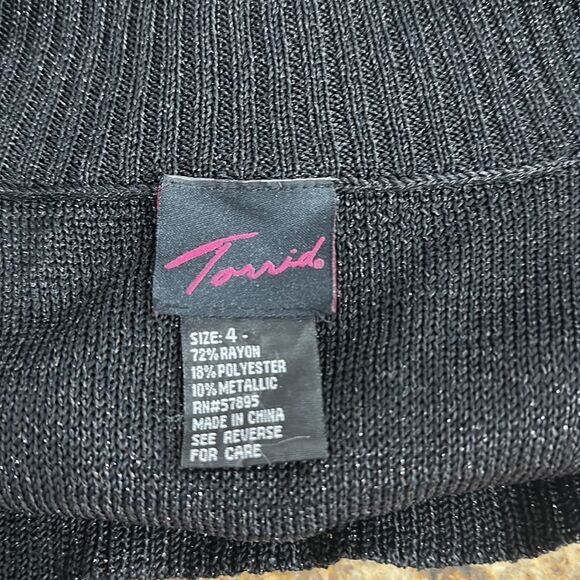 Torrid®
SIZE: 4 -
72% RAYON
18% POLYESTER
10% METALLIC
RN#57895
MADE IN CHINA
SEE REVERSE
FOR CARE